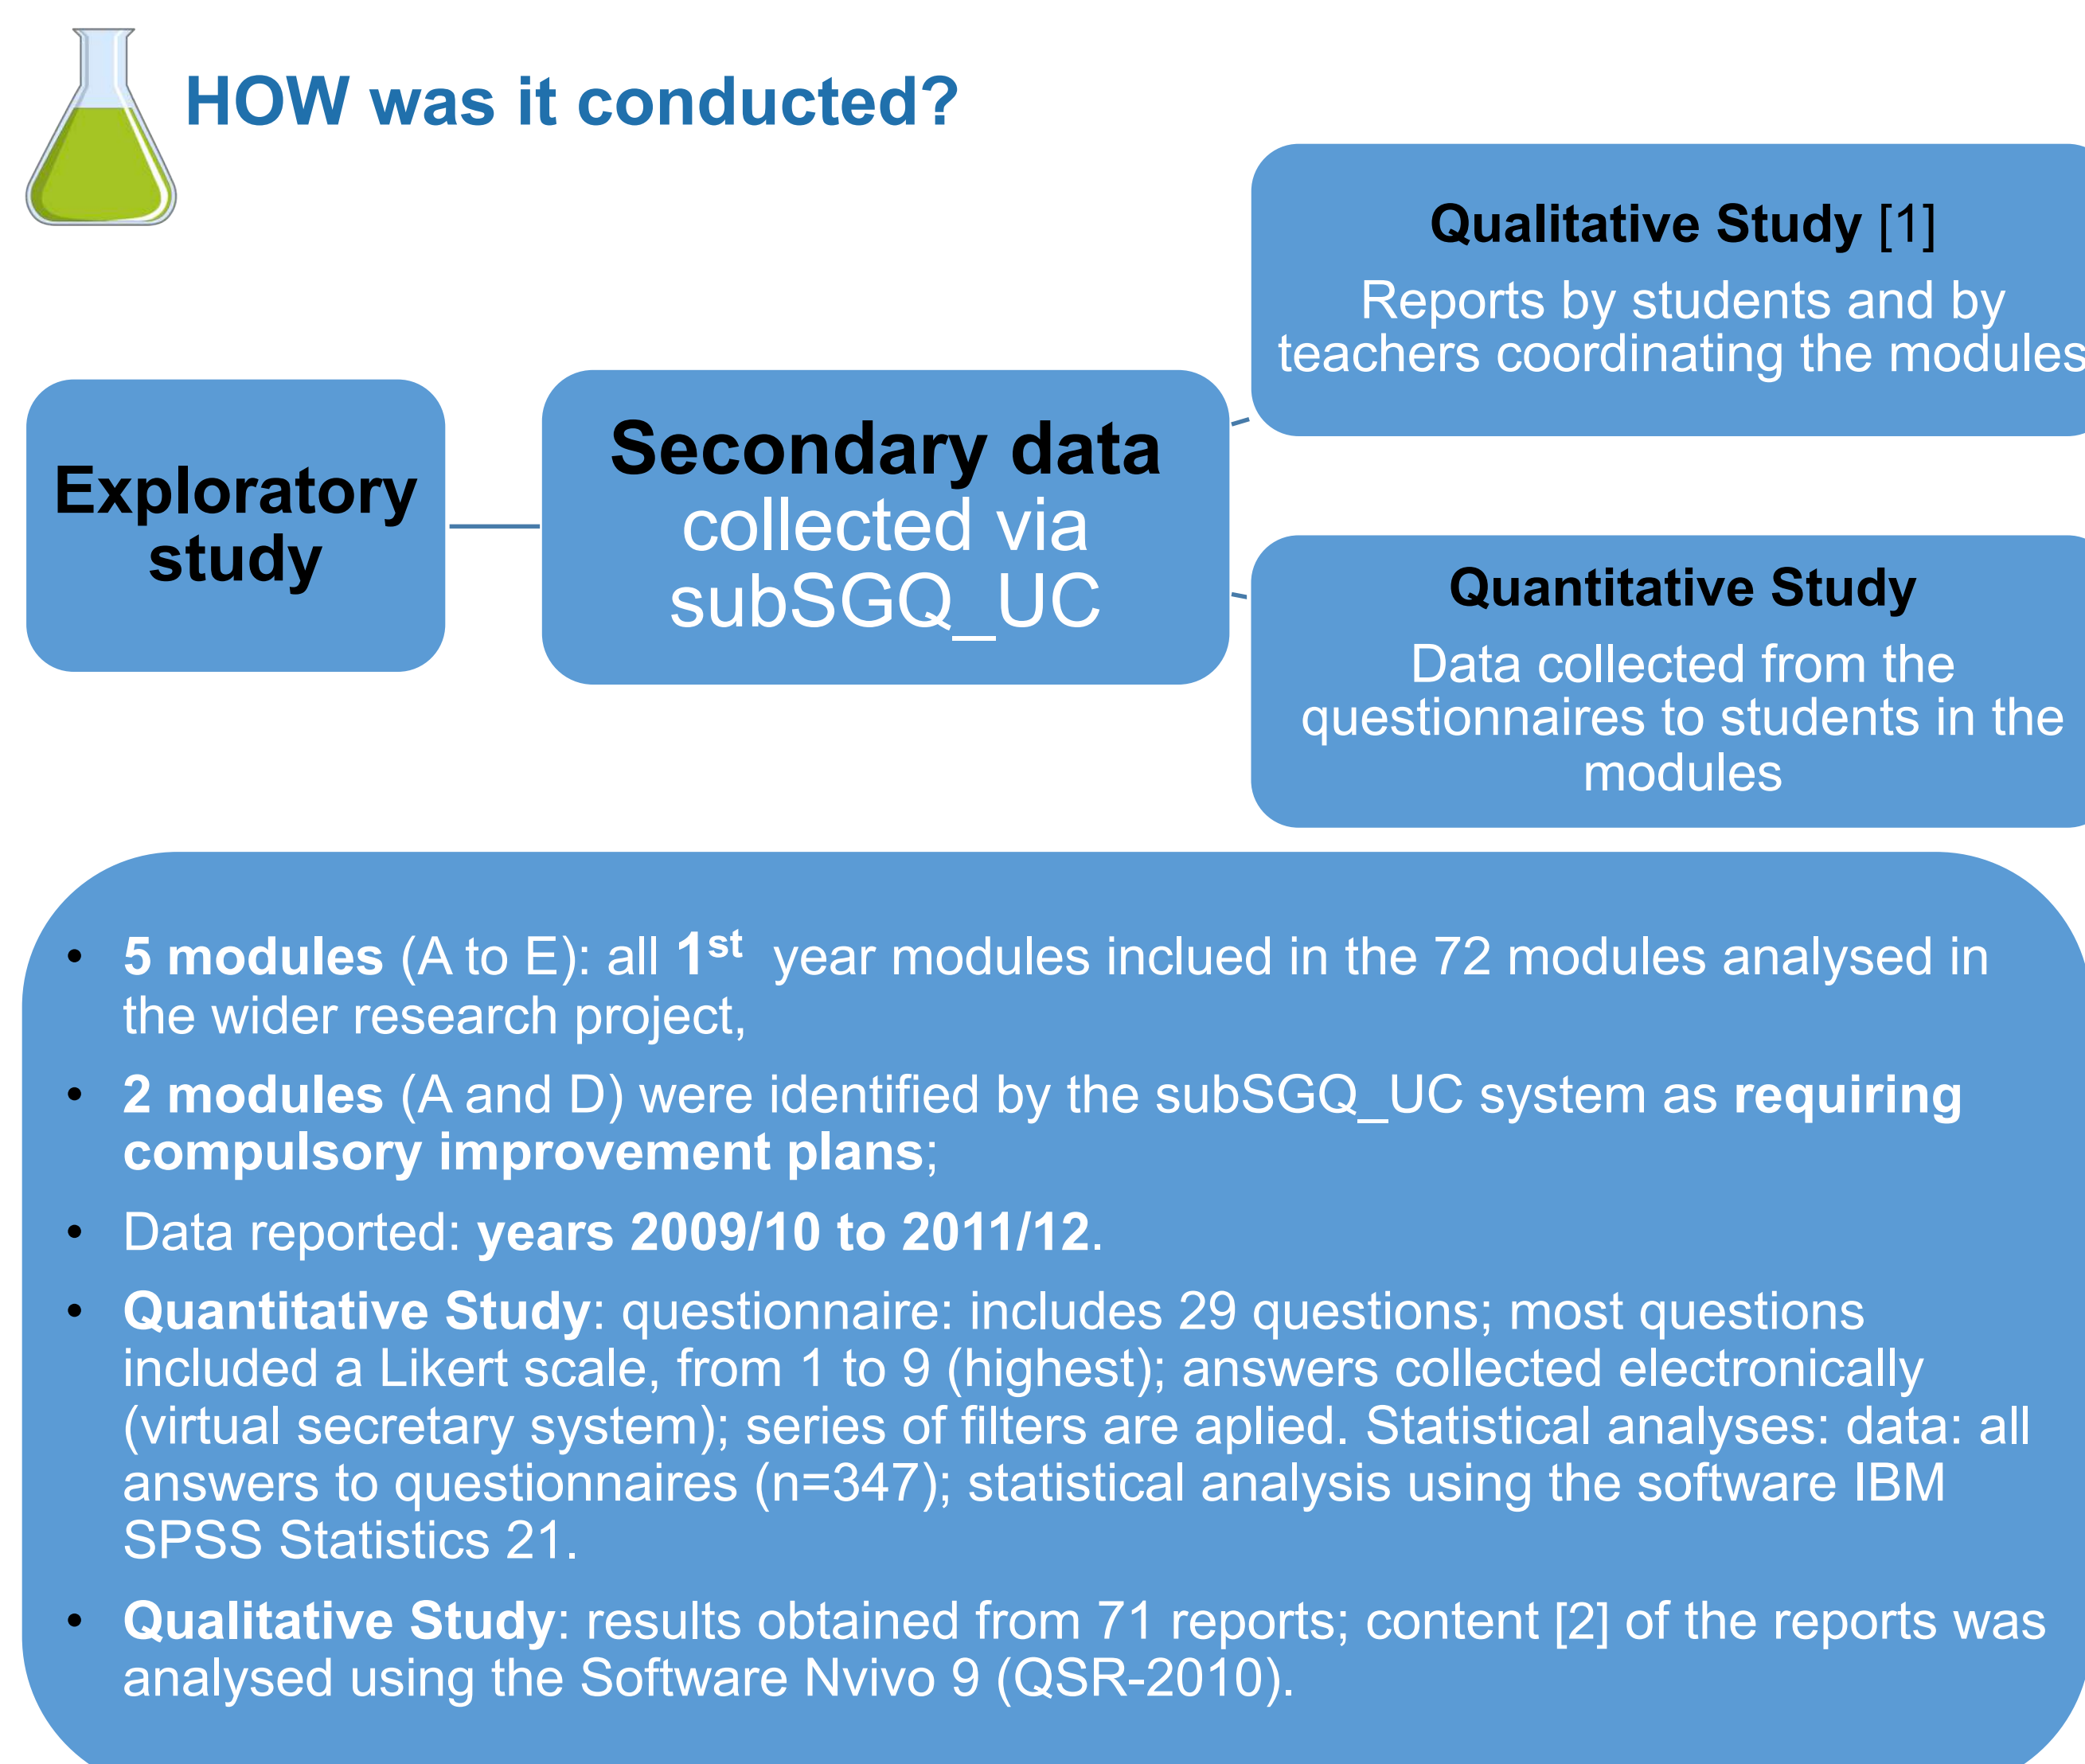 HOW was it conducted?
Qualitative Study [1]
Reports by students and by
teachers coordinating the modules
Exploratory
study
Secondary data
collected via
subSGQ_UC
Quantitative Study
Data collected from the
questionnaires to students in the
modules
• 5 modules (A to E): all 1st year modules inclued in the 72 modules analysed in
the wider research project,
• 2 modules (A and D) were identified by the subSGQ_UC system as requiring
compulsory improvement plans;
• Data reported: years 2009/10 to 2011/12.
• Quantitative Study: questionnaire: includes 29 questions; most questions
included a Likert scale, from 1 to 9 (highest); answers collected electronically
(virtual secretary system); series of filters are aplied. Statistical analyses: data: all
answers to questionnaires (n=347); statistical analysis using the software IBM
SPSS Statistics 21.
• Qualitative Study: results obtained from 71 reports; content [2] of the reports was
analysed using the Software Nvivo 9 (QSR-2010).